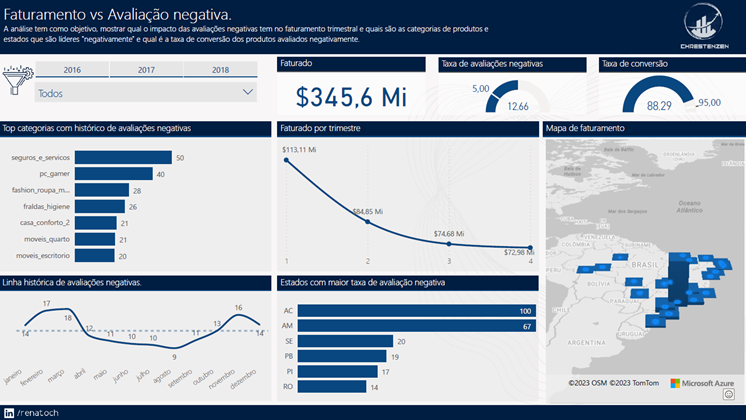 Faturamento vs Avaliação negativa.
A análise tem como objetivo, mostrar qual o impacto das avaliações negativas tem no faturamento trimestral e quais são as categorias de produtos e
estados que são líderes "negativamente" e qual é a taxa de conversão dos produtos avaliados negativamente.
CHRESTENZEN
2016 2017 2018
Todos
Faturado
$345,6 Mi
Taxa de avaliações negativas
5,00
12.66
Taxa de conversão
88.29
95,00
Top categorias com histórico de avaliações negativas
seguros_e_servicos 50
pc_gamer 40
fashion_roupa_m... 28
fraldas_higiene 26
casa_conforto_2 21
moveis_quarto 21
moveis_escritorio 20
Faturado por trimestre
$113,11 Mi
$84,85 Mi
$74,68 Mi
$72,98 Mi
1 2 3 4
Mapa de faturamento
Oceano
Atlântico
VENEZUELA
COLÔMBIA
BRASIL
PERU
BOLÍVIA
PARAGUAI
CHILE
URUGUAI
ARGENTINA
©2023 OSM ©2023 TomTom
Microsoft Azure
Linha histórica de avaliações negativas.
14 17 18 12 11 10 10 9 11 13 16 14
janeiro fevereiro março abril maio junho julho agosto setembro outubro novembro dezembro
Estados com maior taxa de avaliação negativa
AC 100
AM 67
SE 20
PB 19
PI 17
RO 14
in /renatoch